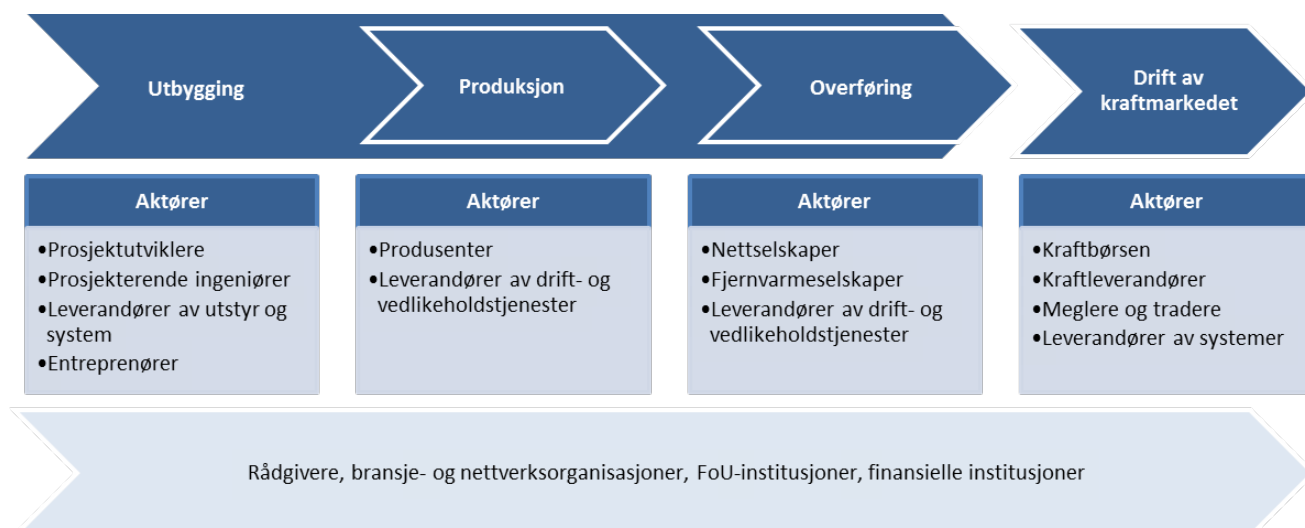 Utbygging
Produksjon
Overføring
Drift av
kraftmarkedet
Aktører
•Prosjektutviklere
•Prosjekterende ingeniører
•Leverandører av utstyr og
system
•Entreprenører
Aktører
•Produsenter
•Leverandører av drift- og
vedlikeholdstjenester
Aktører
•Nettselskaper
•Fjernvarmeselskaper
•Leverandører av drift- og
vedlikeholdstjenester
Aktører
•Kraftbørsen
•Kraftleverandører
•Meglere og tradere
•Leverandører av systemer
Rådgivere, bransje- og nettverksorganisasjoner, FoU-institusjoner, finansielle institusjoner